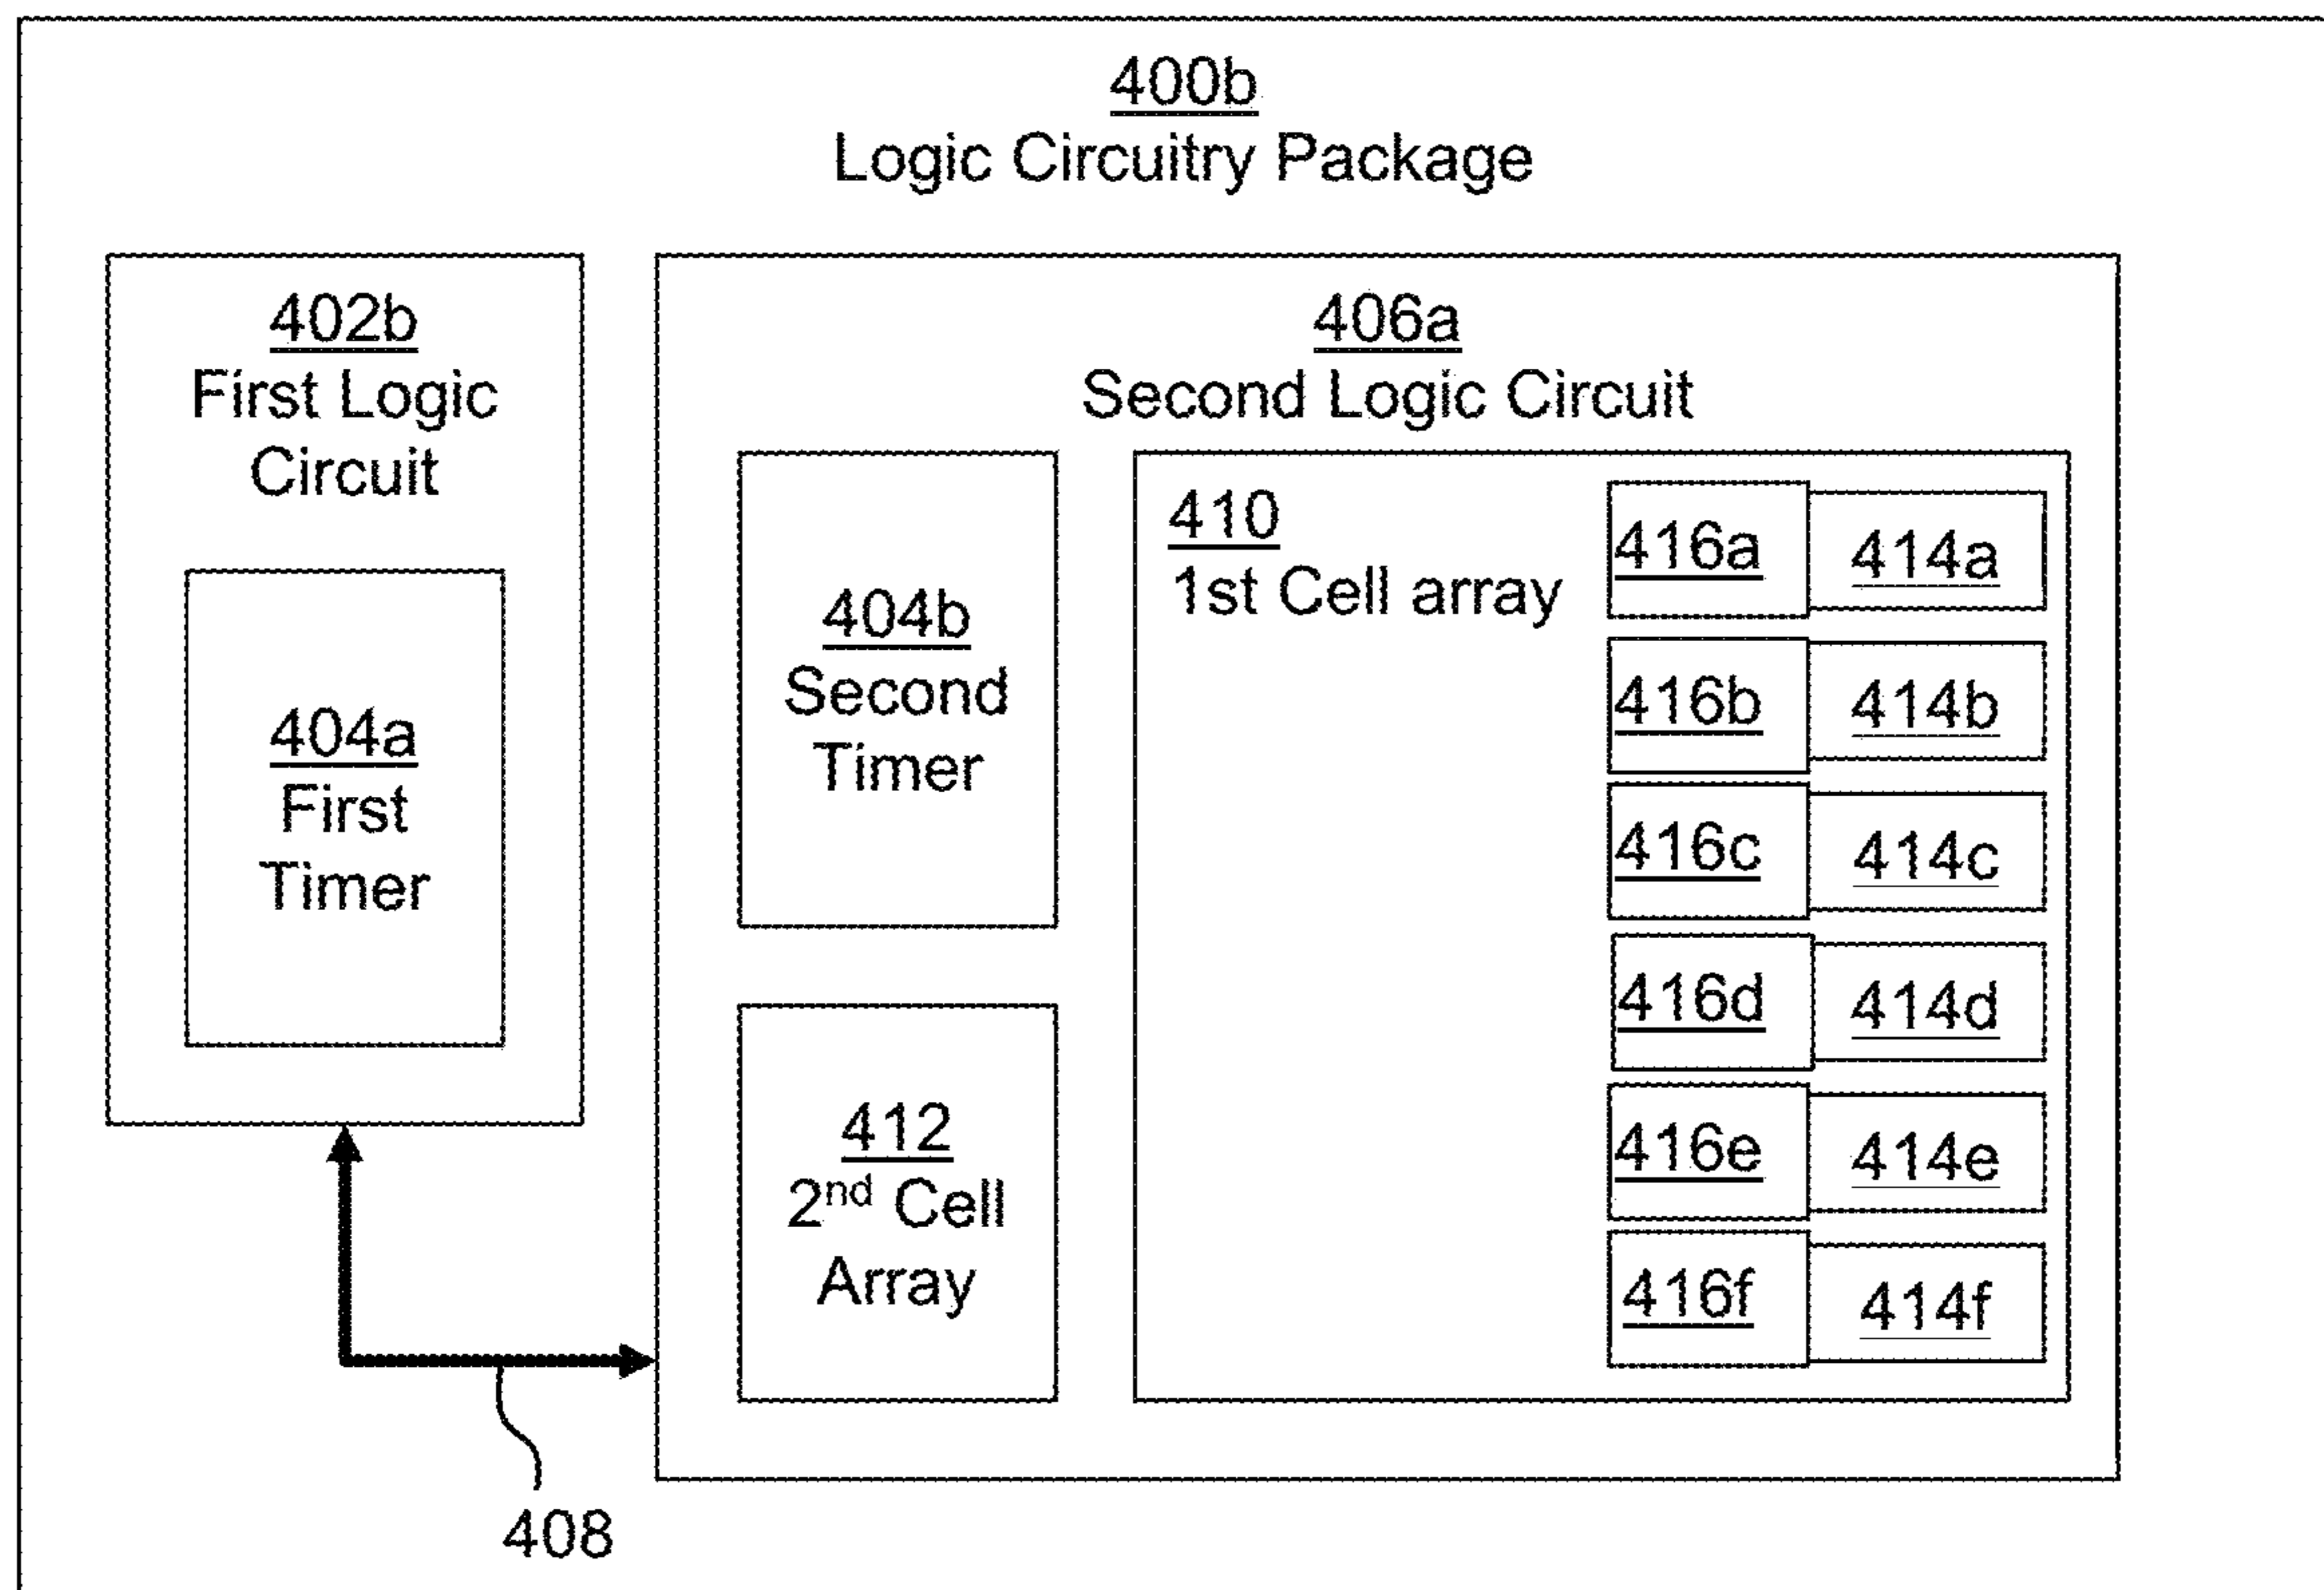 400b
Logic Circuitry Package
402b
First Logic
Circuit
404a
First
Timer
406a
Second Logic Circuit
404b
Second
Timer
412
2nd Cell
Array
410
1st Cell array
416a 414a
416b 414b
416c 414c
416d 414d
416e 414e
416f 414f
408